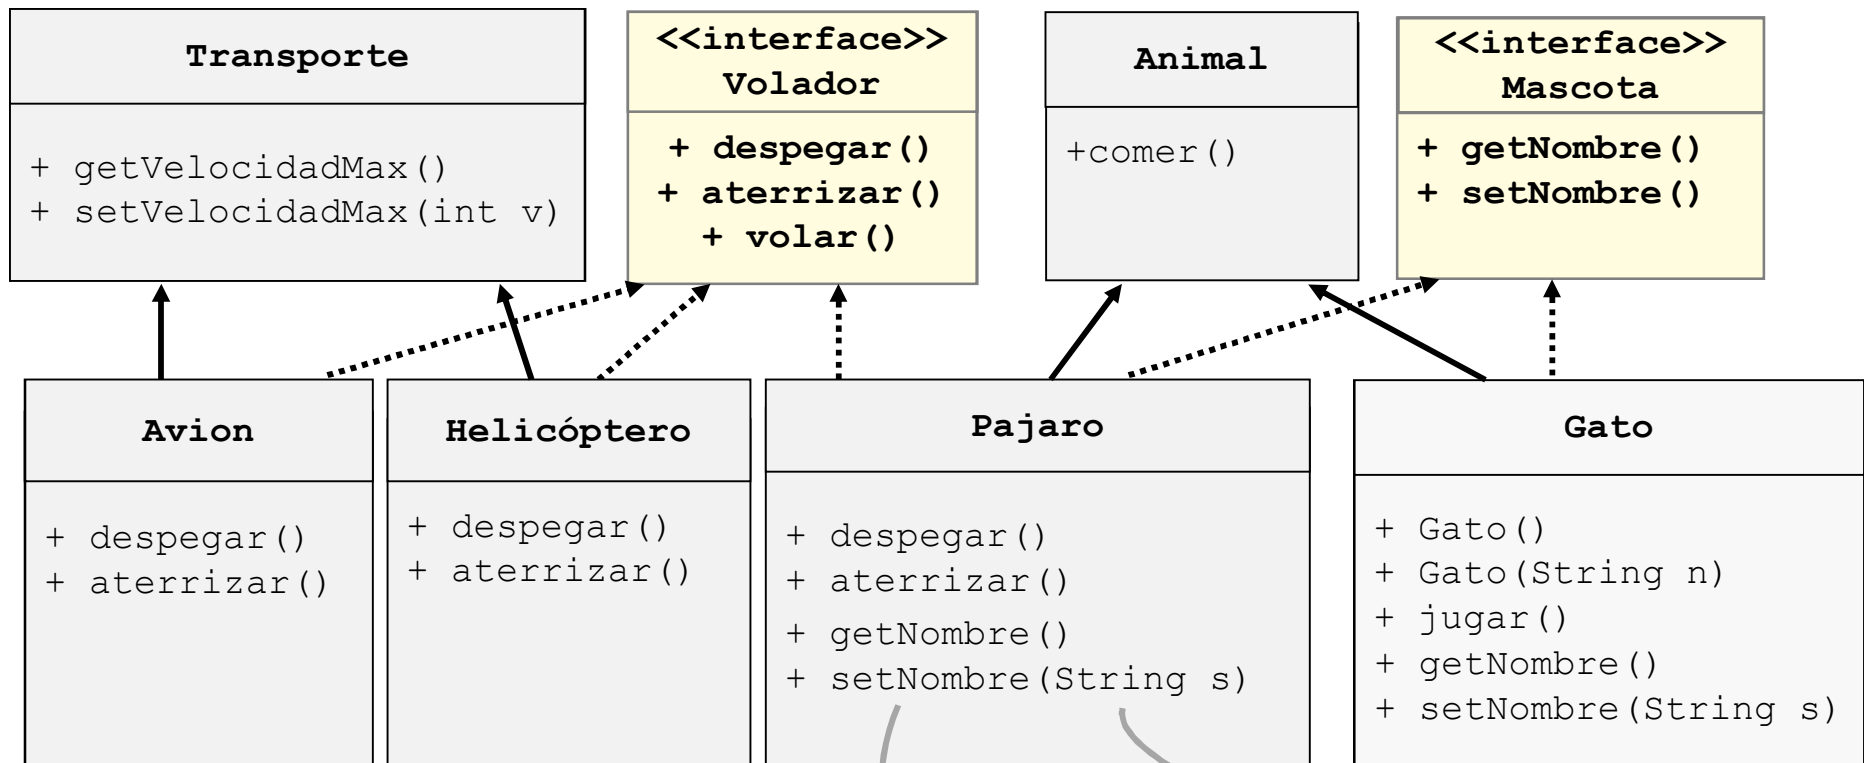 Transporte
+ getVelocidadMax()
+ setVelocidadMax(int v)
<<interface>>
Volador
+ despegar()
+ aterrizar()
+ volar()
Animal
+comer()
<<interface>>
Mascota
+ getNombre()
+ setNombre()
Avion
+ despegar()
+ aterrizar()
Helicóptero
+ despegar()
+ aterrizar()
Pajaro
+ despegar()
+ aterrizar()
+ getNombre()
+ setNombre(String s)
Gato
+ Gato()
+ Gato(String n)
+ jugar()
+ getNombre()
+ setNombre(String s)